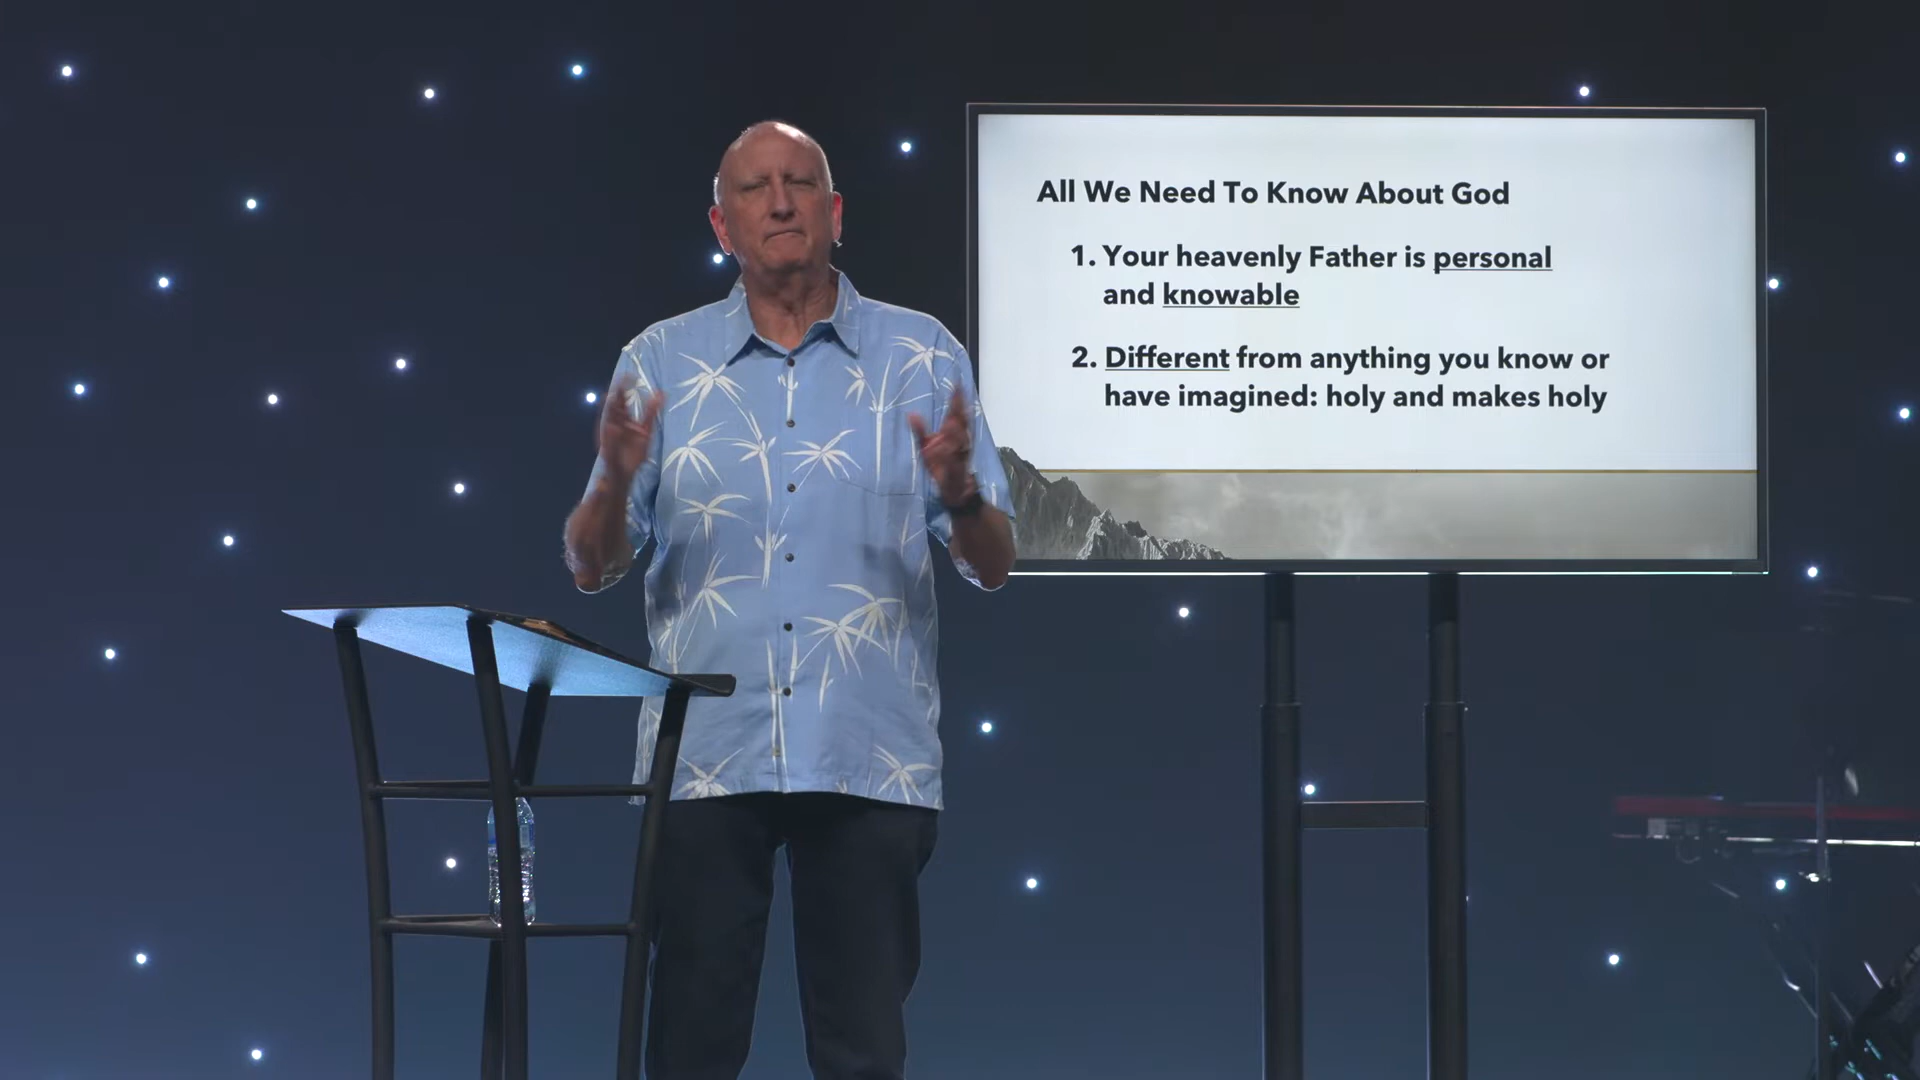 All We Need To Know About God
1. Your heavenly Father is personal
and knowable
2. Different from anything you know or
have imagined: holy and makes holy